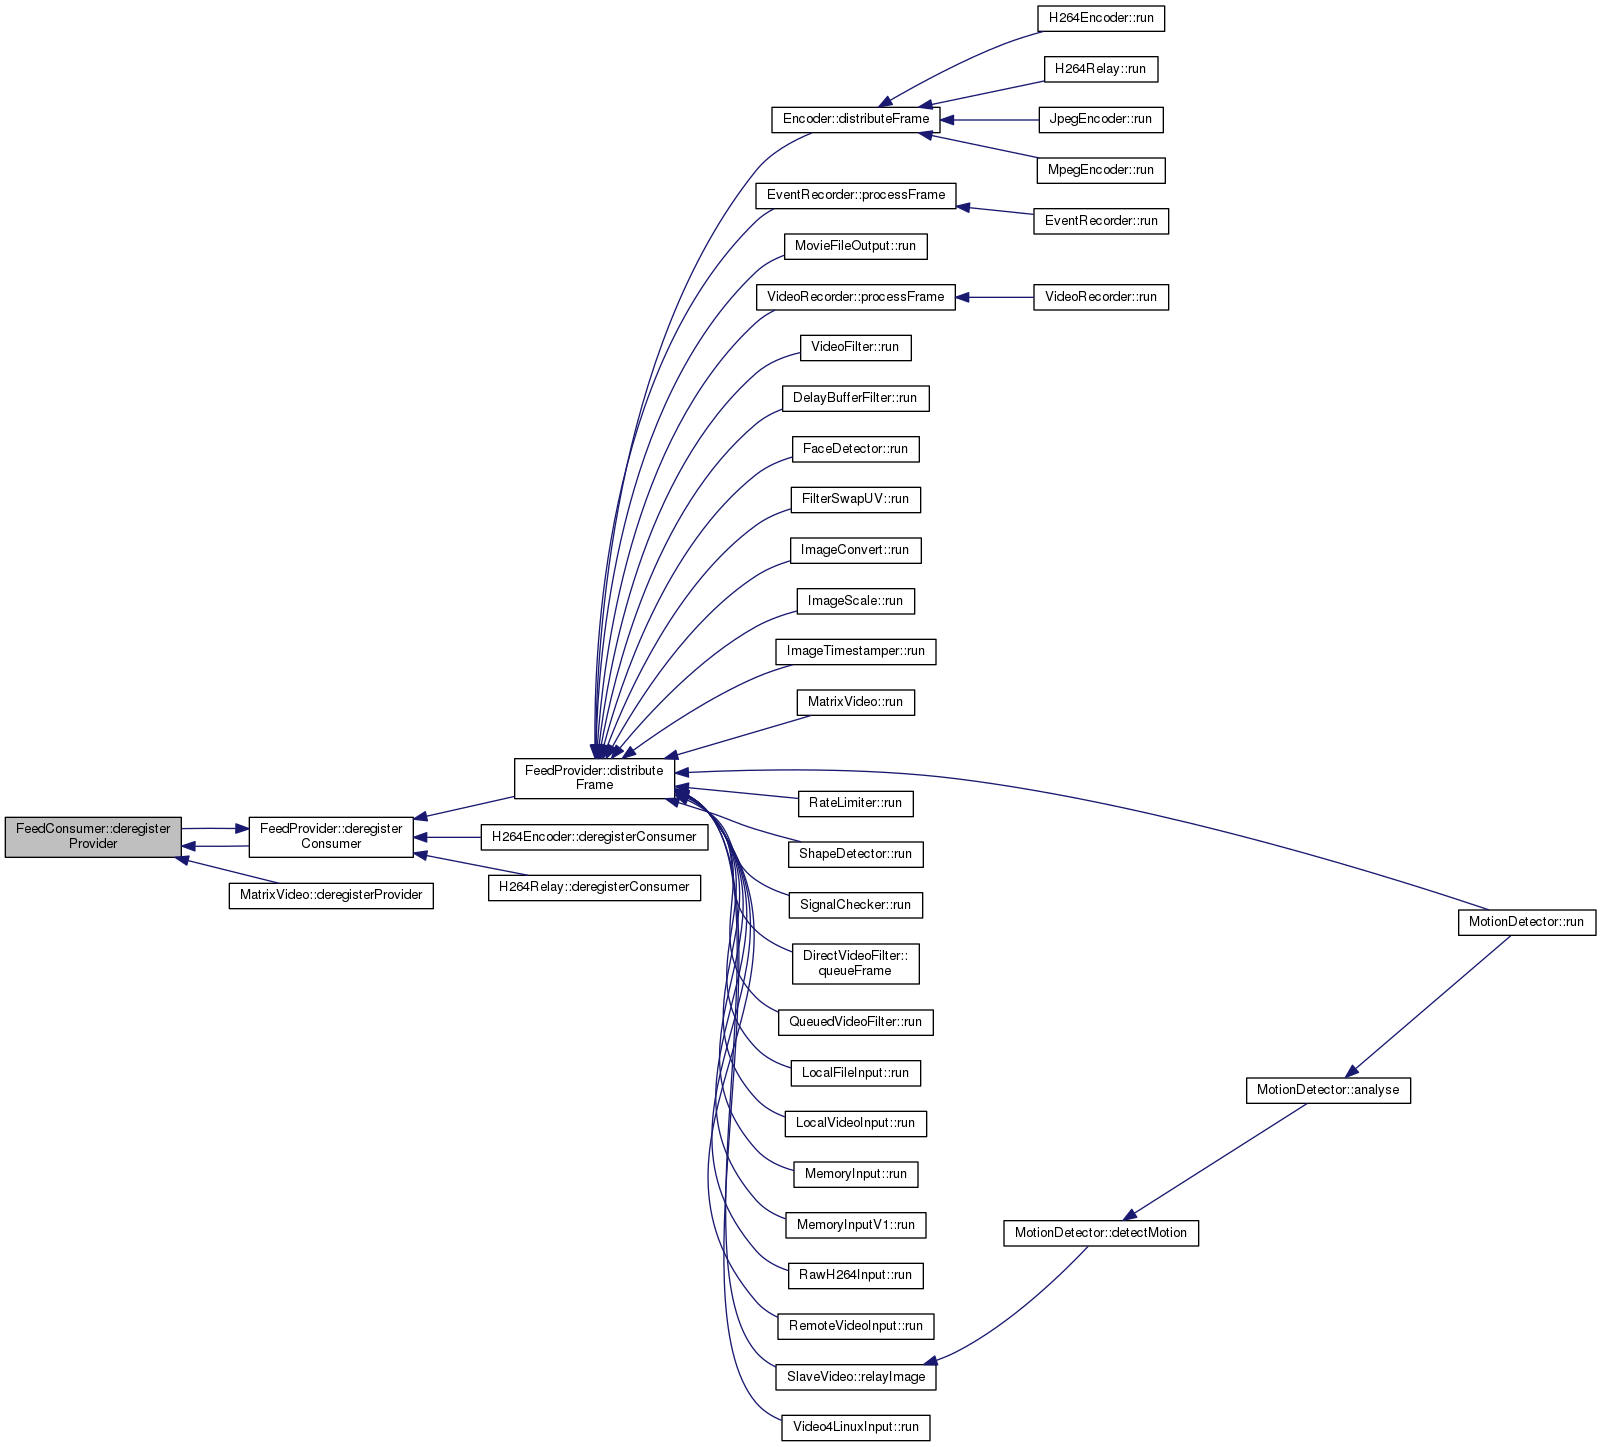 H264Encoder::run
H264Relay::run
Encoder::distributeFrame
JpegEncoder::run
MpegEncoder::run
EventRecorder::processFrame
EventRecorder::run
MovieFileOutput::run
VideoRecorder::processFrame
VideoRecorder::run
VideoFilter::run
DelayBufferFilter::run
FaceDetector::run
FilterSwapUV::run
ImageConvert::run
ImageScale::run
ImageTimestamper::run
MatrixVideo::run
FeedProvider::distribute
Frame
RateLimiter::run
FeedConsumer::deregister
Provider
FeedProvider::deregister
Consumer
H264Encoder::deregisterConsumer
ShapeDetector::run
MatrixVideo::deregisterProvider
H264Relay::deregisterConsumer
SignalChecker::run
MotionDetector::run
DirectVideoFilter::
queueFrame
QueuedVideoFilter::run
LocalFileInput::run
MotionDetector::analyse
LocalVideoInput::run
MemoryInput::run
MemoryInputV1::run
MotionDetector::detectMotion
RawH264Input::run
RemoteVideoInput::run
SlaveVideo::relayImage
Video4LinuxInput::run